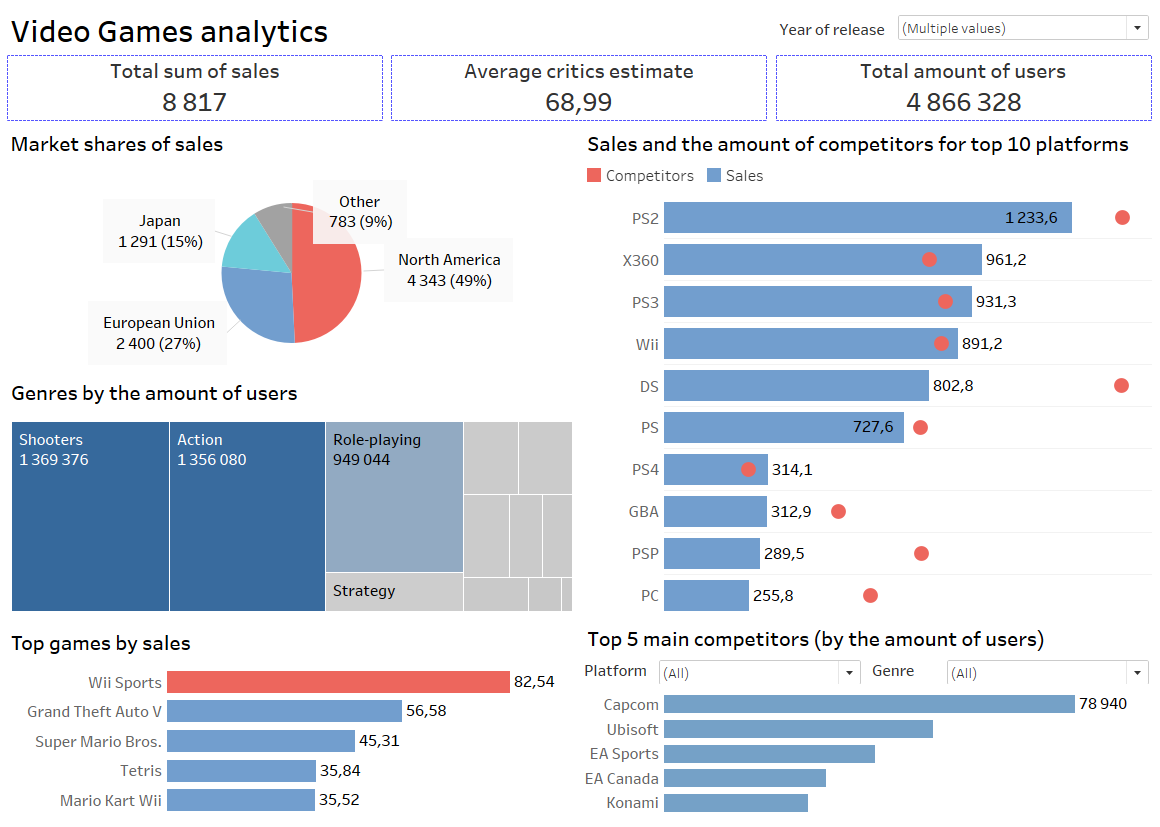 Video Games analytics
Year of release
(Multiple values)
Total sum of sales
8 817
Average critics estimate
68,99
Total amount of users
4 866 328
Market shares of sales
Other
783 (9%)
Japan
1 291 (15%)
North America
4 343 (49%)
European Union
2 400 (27%)
Genres by the amount of users
Shooters
1 369 376
Action
1 356 080
Role-playing
949 044
Strategy
Top games by sales
Wii Sports 82,54
Grand Theft Auto V 56,58
Super Mario Bros. 45,31
Tetris 35,84
Mario Kart Wii 35,52
Sales and the amount of competitors for top 10 platforms
Competitors Sales
PS2 1 233,6
X360 961,2
PS3 931,3
Wii 891,2
DS 802,8
PS 727,6
PS4 314,1
GBA 312,9
PSP 289,5
PC 255,8
Top 5 main competitors (by the amount of users)
Platform (All) Genre (All)
Capcom 78 940
Ubisoft
EA Sports
EA Canada
Konami